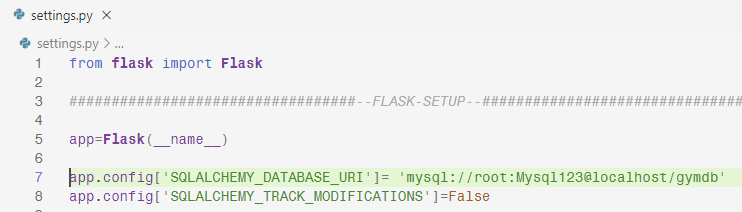 settings.py ×
settings.py > ...
1 from flask import Flask
2
3 ##################################--FLASK-SETUP--###############################
4
5 app=Flask(__name__)
6
7 app.config['SQLALCHEMY_DATABASE_URI']= 'mysql://root:Mysql123@localhost/gymdb'
8 app.config['SQLALCHEMY_TRACK_MODIFICATIONS']=False